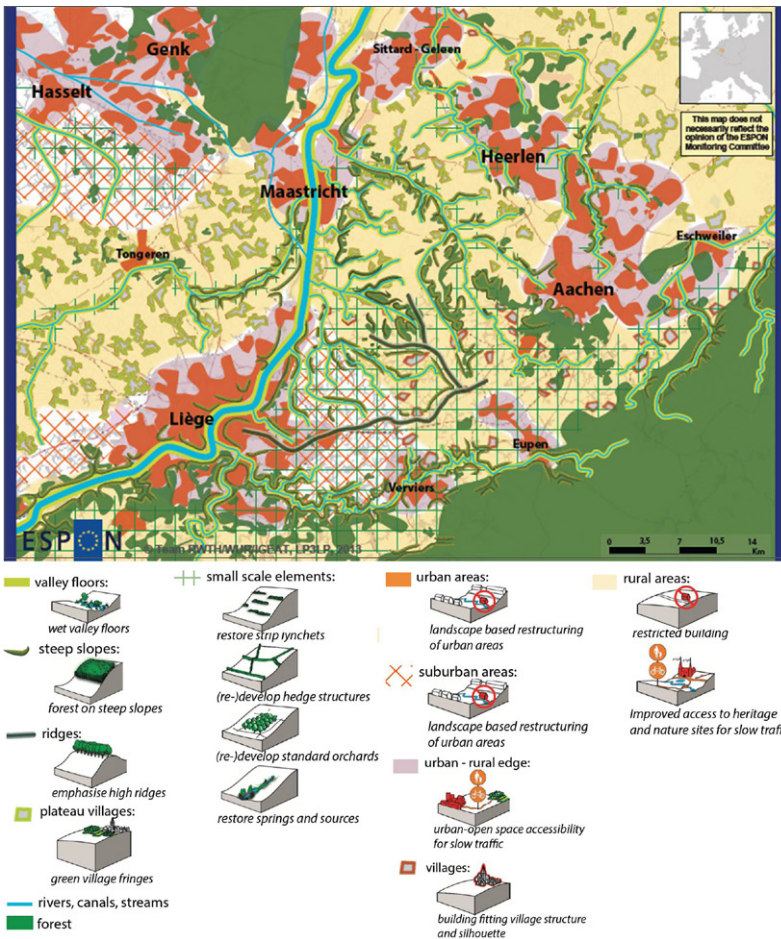 Genk
Sittard - Geleen
Hasselt
This map does not
necessarily reflect the
opinion of the ESPON
Monitoring Committee
Heerlen
Maastricht
Tongeren
Eschweiler
Aachen
Liège
Eupen
Verviers
ESPON
© Team RWTH/WUR/IGEAT, LP3LP, 2013
0 3,5 7 10,5 14
Km
valley floors:
wet valley floors
steep slopes:
forest on steep slopes
ridges:
emphasise high ridges
plateau villages:
green village fringes
rivers, canals, streams
forest
small scale elements:
restore strip lynchets
(re-)develop hedge structures
(re-)develop standard orchards
restore springs and sources
urban areas:
landscape based restructuring
of urban areas
suburban areas:
landscape based restructuring
of urban areas
urban - rural edge:
urban-open space accessibility
for slow traffic
villages:
building fitting village structure
and silhouette
rural areas:
restricted building
Improved access to heritage
and nature sites for slow traff